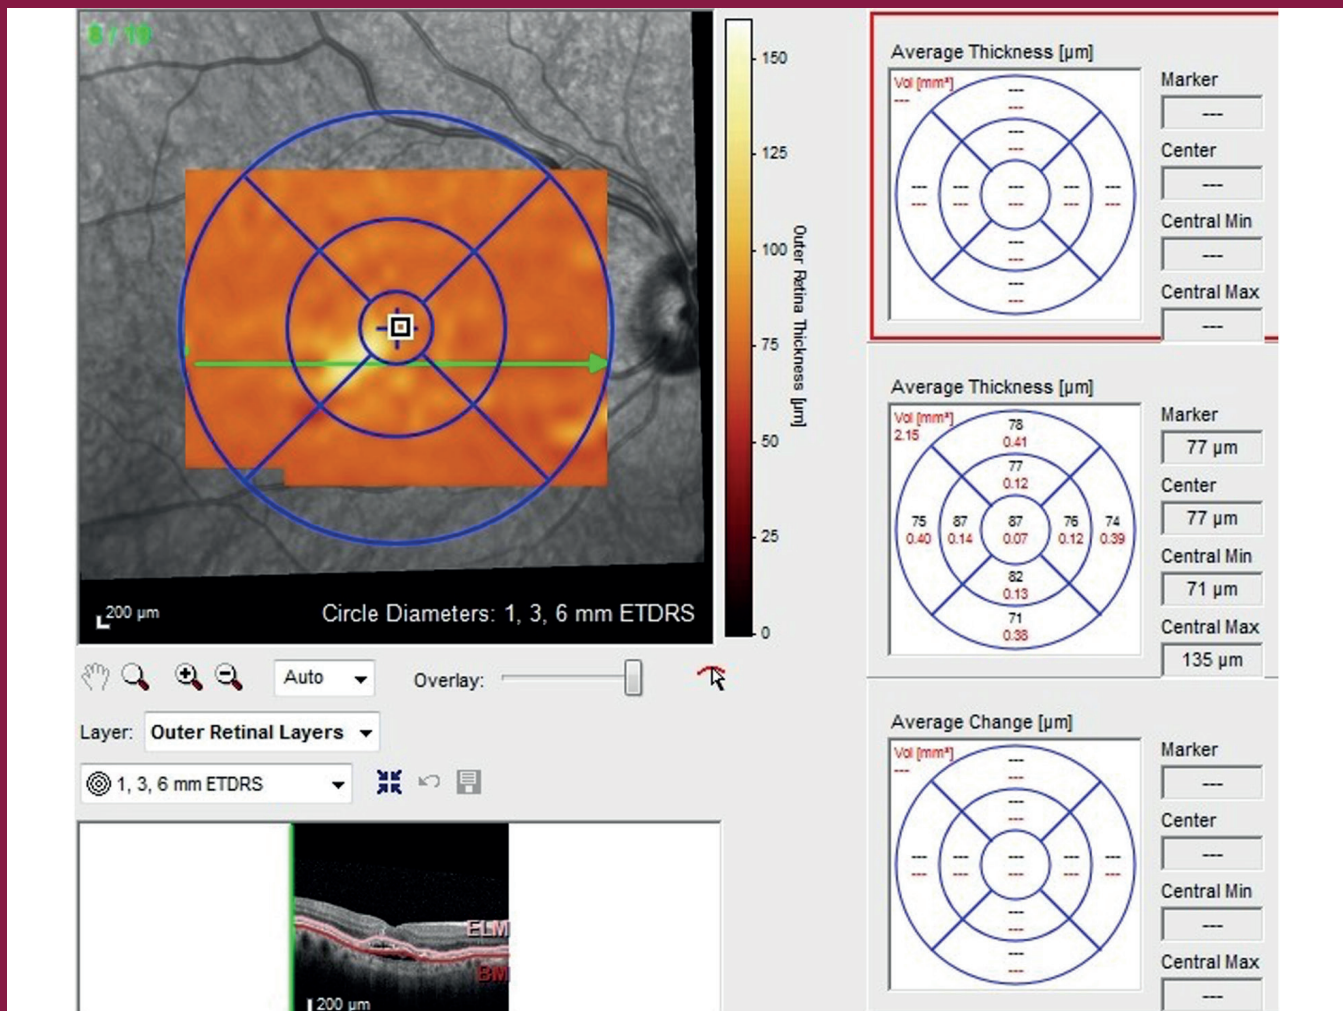 8 / 19
150
125
100
75
50
25
0
Outer Retina Thickness [µm]
200 µm
Circle Diameters: 1, 3, 6 mm ETDRS
Auto
Overlay:
Layer:
Outer Retinal Layers
1, 3, 6 mm ETDRS
ELM
BM
200 µm
Average Thickness [µm]
Vol [mm³]
---
---
---
---
---
--- --- --- --- ---
--- --- --- --- ---
---
---
---
---
Marker
---
Center
---
Central Min
---
Central Max
---
Average Thickness [µm]
Vol [mm³]
2.15
78
0.41
77
0.12
75 87 87 76 74
0.40 0.14 0.07 0.12 0.39
82
0.13
71
0.38
Marker
77 µm
Center
77 µm
Central Min
71 µm
Central Max
135 µm
Average Change [µm]
Vol [mm³]
---
---
---
---
---
--- --- --- --- ---
--- --- --- --- ---
---
---
---
---
Marker
---
Center
---
Central Min
---
Central Max
---